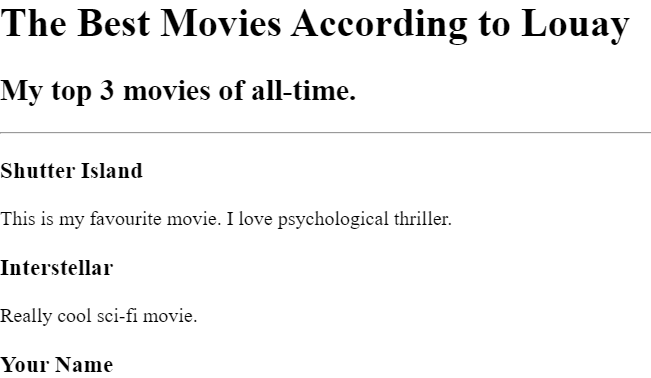 The Best Movies According to Louay
My top 3 movies of all-time.
Shutter Island
This is my favourite movie. I love psychological thriller.
Interstellar
Really cool sci-fi movie.
Your Name